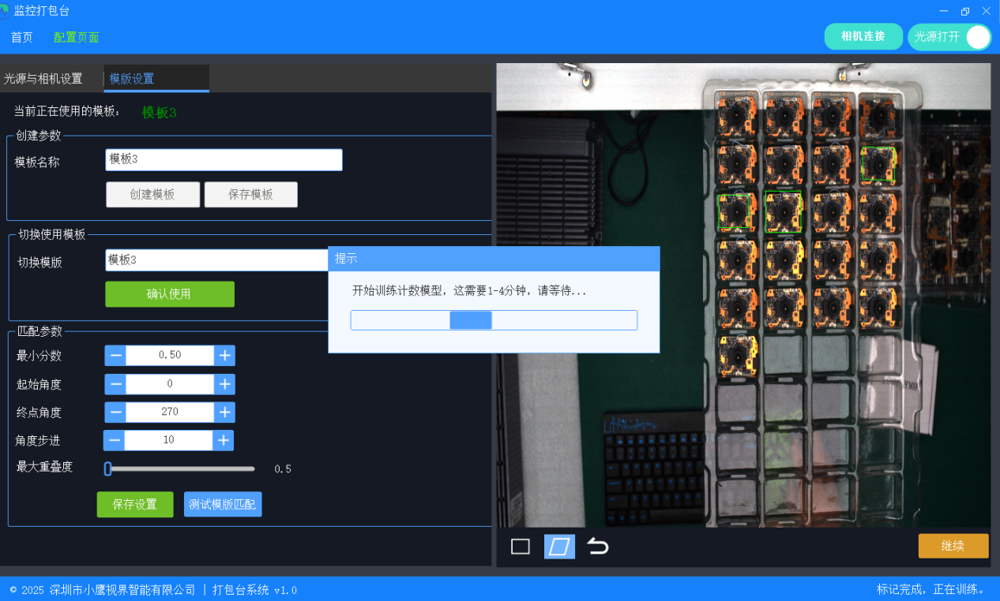 监控打包台
首页 配置页面
相机连接 光源打开
光源与相机设置 模版设置
当前正在使用的模板： 模板3
创建参数
模板名称 模板3
创建模板 保存模板
切换使用模板
切换模版 模板3
确认使用
提示
开始训练计数模型，这需要1-4分钟，请等待...
匹配参数
最小分数 0.50
起始角度 0
终点角度 270
角度步进 10
最大重叠度 0.5
保存设置 测试模版匹配
继续
© 2025 深圳市小鹰视界智能有限公司 | 打包台系统 v1.0
标记完成，正在训练。